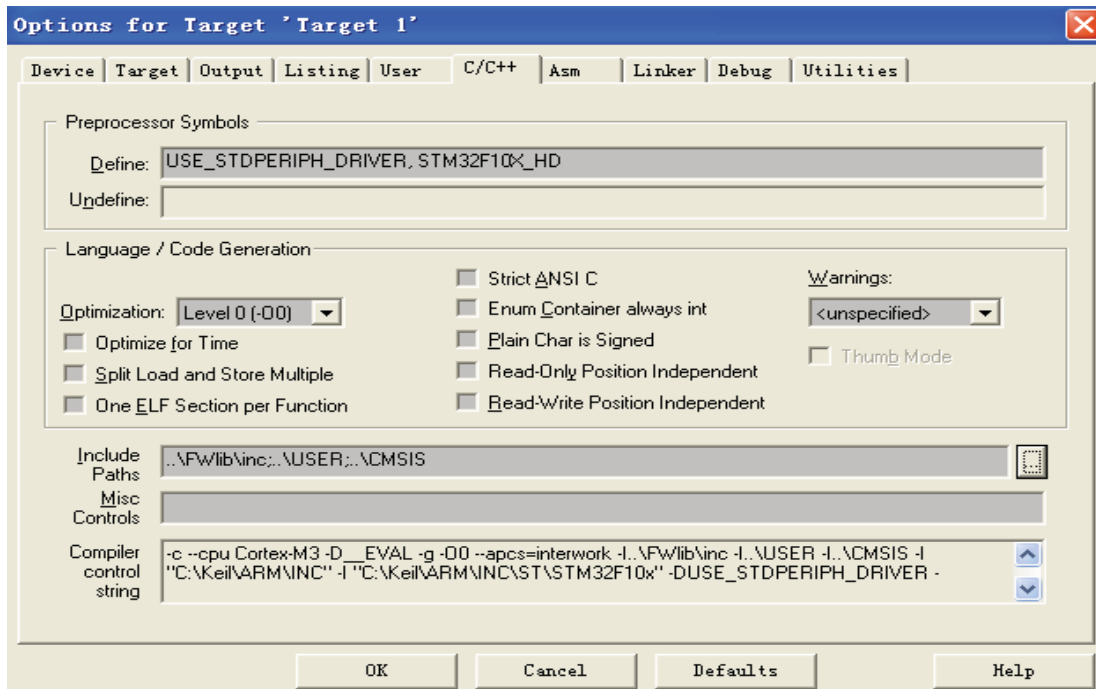 Options for Target 'Target 1'
Device Target Output Listing User C/C++ Asm Linker Debug Utilities
Preprocessor Symbols
Define: USE_STDPERIPH_DRIVER, STM32F10X_HD
Undefine:
Language / Code Generation
Strict ANSI C
Warnings:
Optimization: Level 0 (-O0)
Enum Container always int
<unspecified>
Optimize for Time
Plain Char is Signed
Thumb Mode
Split Load and Store Multiple
Read-Only Position Independent
One ELF Section per Function
Read-Write Position Independent
Include Paths
..\FWlib\inc;..\USER;..\CMSIS
...
Misc Controls
Compiler control string
-c --cpu Cortex-M3 -D__EVAL -g -O0 --apcs=interwork -I..\FWlib\inc -I..\USER -I..\CMSIS -I
"C:\Keil\ARM\INC" -I "C:\Keil\ARM\INC\ST\STM32F10x" -DUSE_STDPERIPH_DRIVER -
OK Cancel Defaults Help